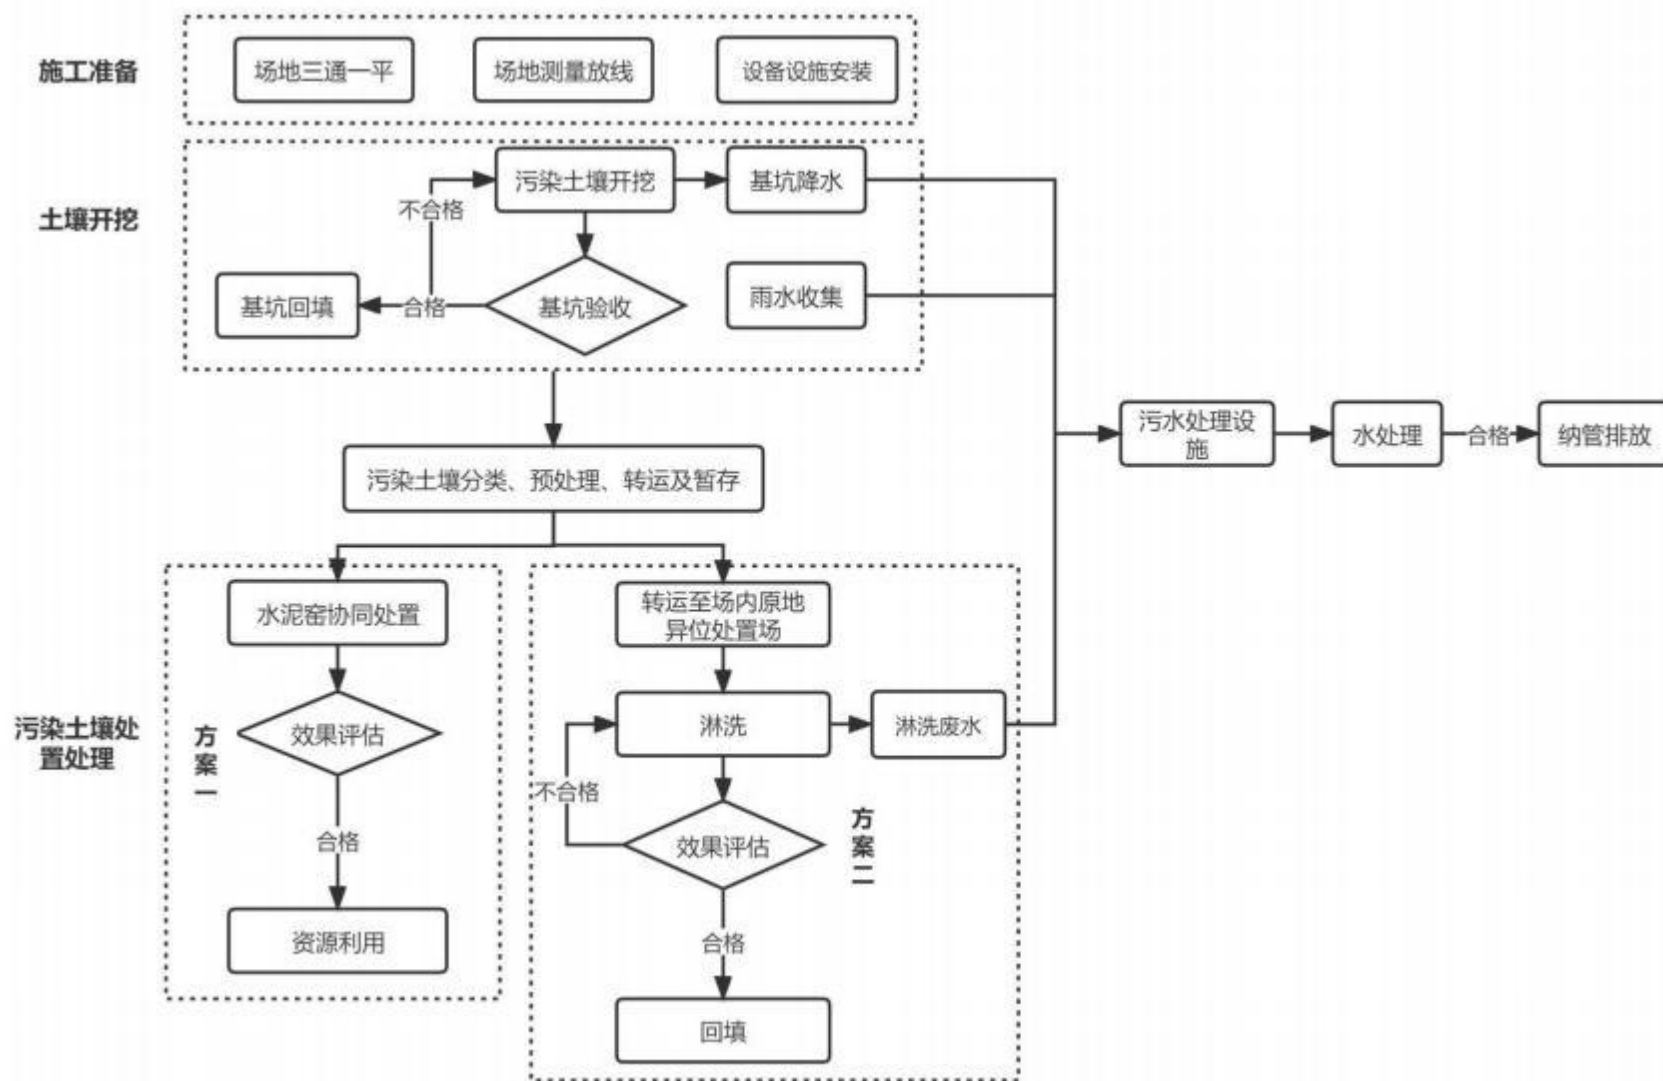 施工准备
场地三通一平
场地测量放线
设备设施安装
土壤开挖
污染土壤开挖
基坑降水
不合格
基坑回填
合格
基坑验收
雨水收集
污水处理设
施
水处理
合格
纳管排放
污染土壤分类、预处理、转运及暂存
水泥窑协同处置
转运至场内原地
异位处置场
污染土壤处
置处理
方
案
一
效果评估
淋洗
淋洗废水
不合格
合格
效果评估
方
案
二
资源利用
合格
回填